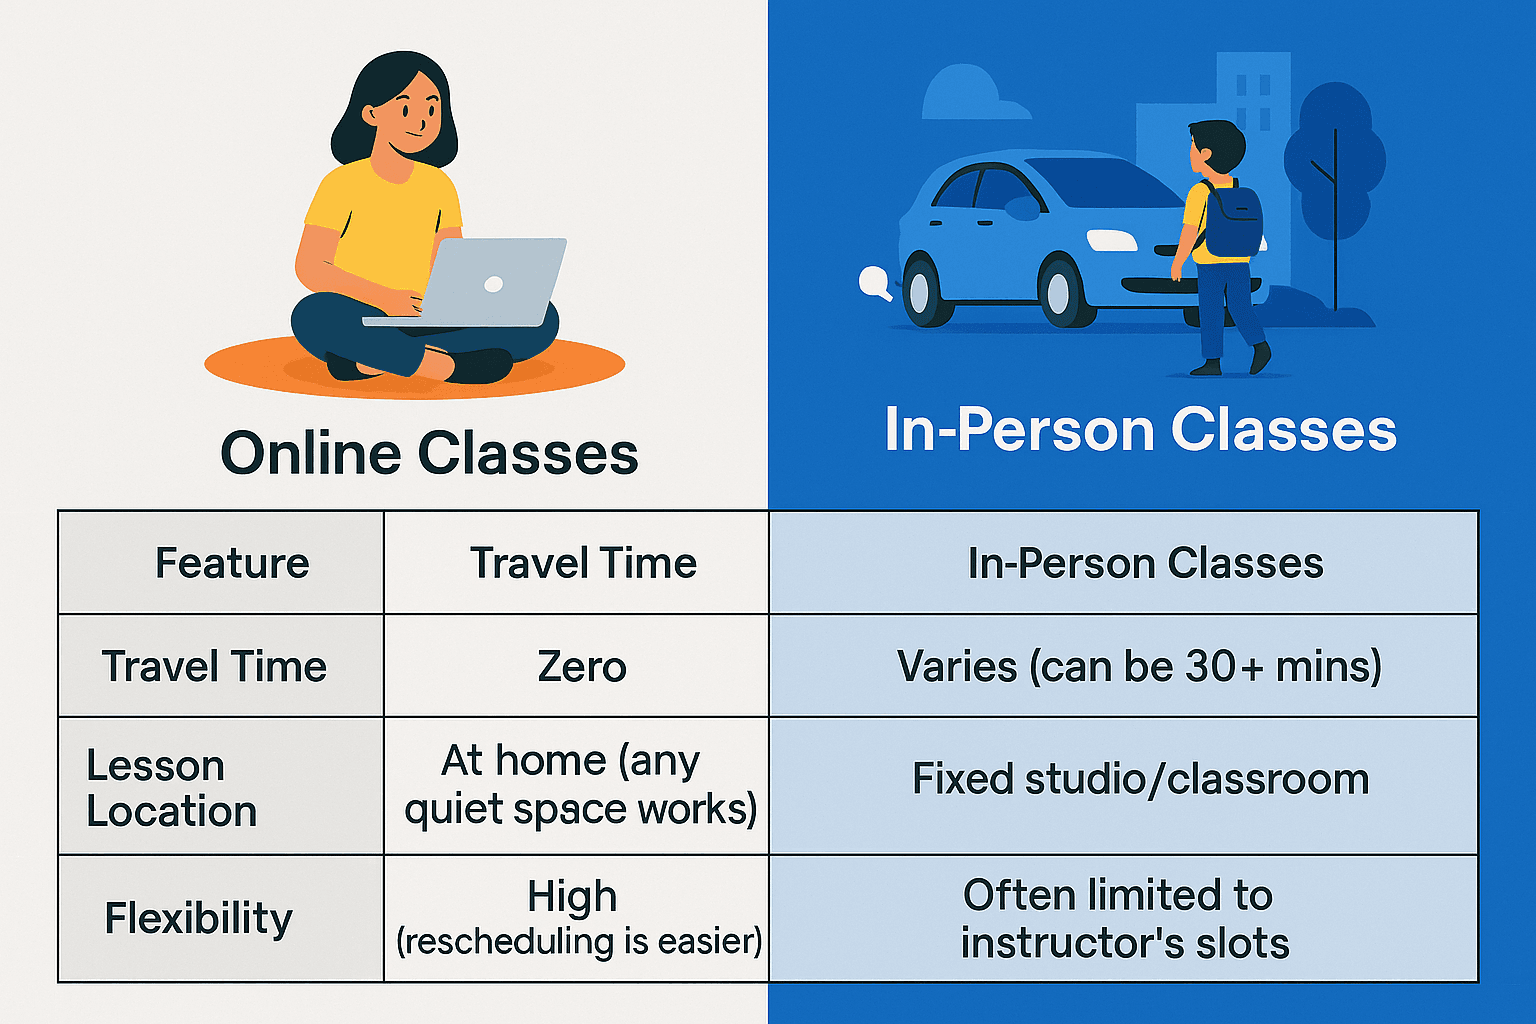 Online Classes
In-Person Classes
Feature
Travel Time
In-Person Classes
Travel Time
Zero
Varies (can be 30+ mins)
Lesson
Location
At home (any
quiet space works)
Fixed studio/classroom
Flexibility
High
(rescheduling is easier)
Often limited to
instructor's slots